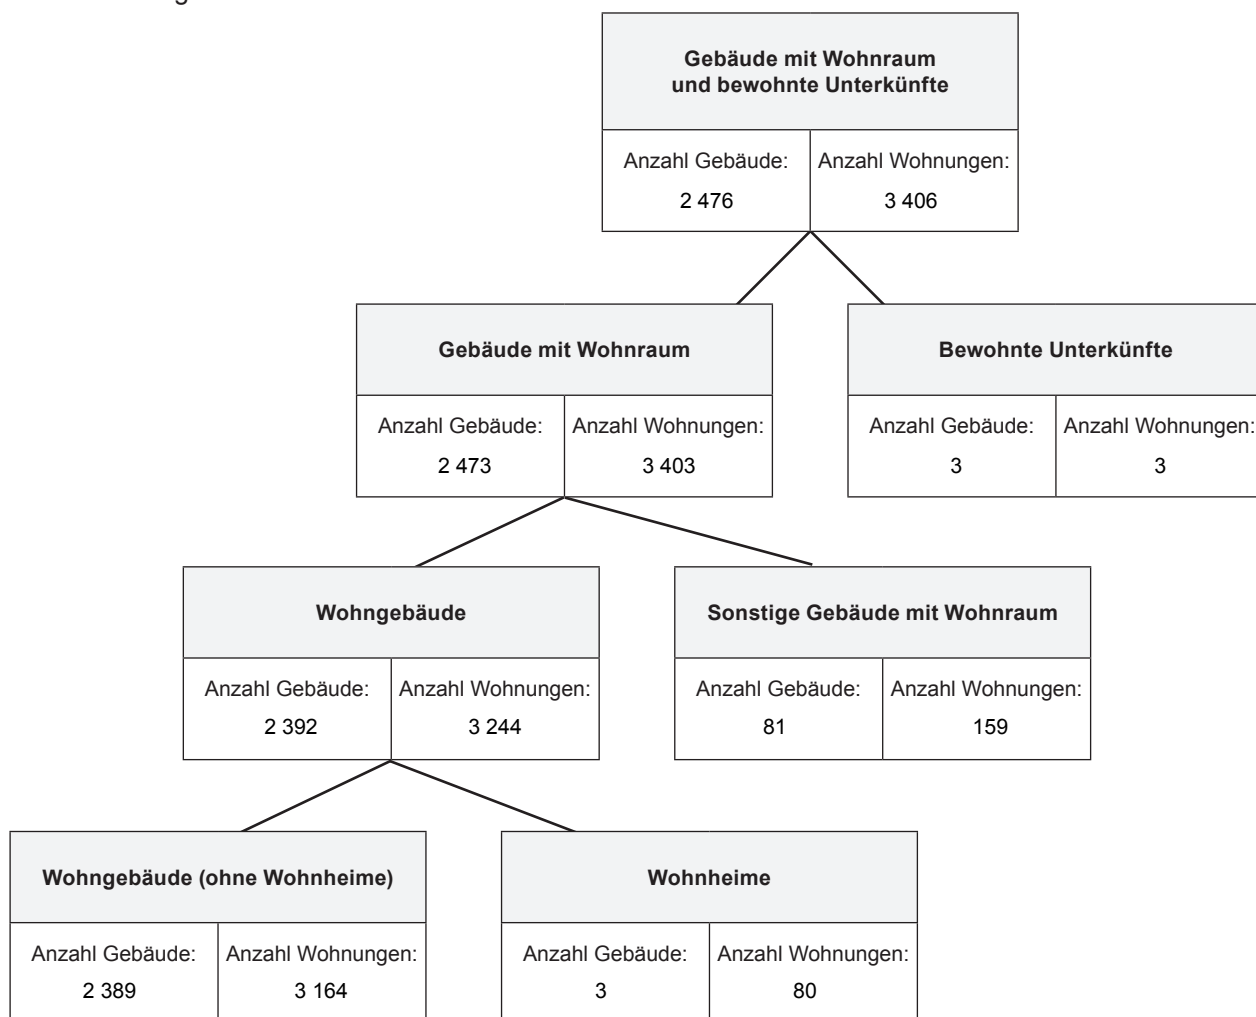 Gebäude mit Wohnraum
und bewohnte Unterkünfte
Anzahl Gebäude: Anzahl Wohnungen:
2 476 3 406
Gebäude mit Wohnraum Bewohnte Unterkünfte
Anzahl Gebäude: Anzahl Wohnungen: Anzahl Gebäude: Anzahl Wohnungen:
2 473 3 403 3 3
Wohngebäude Sonstige Gebäude mit Wohnraum
Anzahl Gebäude: Anzahl Wohnungen: Anzahl Gebäude: Anzahl Wohnungen:
2 392 3 244 81 159
Wohngebäude (ohne Wohnheime) Wohnheime
Anzahl Gebäude: Anzahl Wohnungen: Anzahl Gebäude: Anzahl Wohnungen:
2 389 3 164 3 80